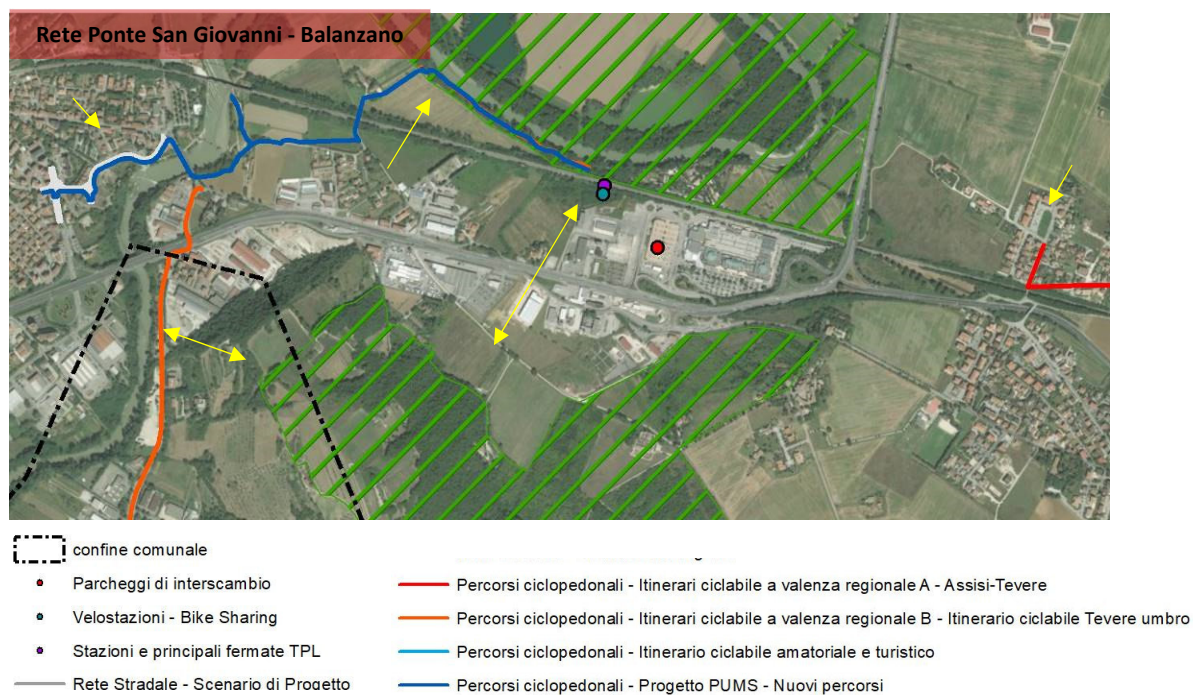 Rete Ponte San Giovanni - Balanzano
confine comunale
Parcheggi di interscambio
Velostazioni - Bike Sharing
Stazioni e principali fermate TPL
Rete Stradale - Scenario di Progetto
Percorsi ciclopedonali - Itinerari ciclabile a valenza regionale A - Assisi-Tevere
Percorsi ciclopedonali - Itinerari ciclabile a valenza regionale B - Itinerario ciclabile Tevere umbro
Percorsi ciclopedonali - Itinerario ciclabile amatoriale e turistico
Percorsi ciclopedonali - Progetto PUMS - Nuovi percorsi